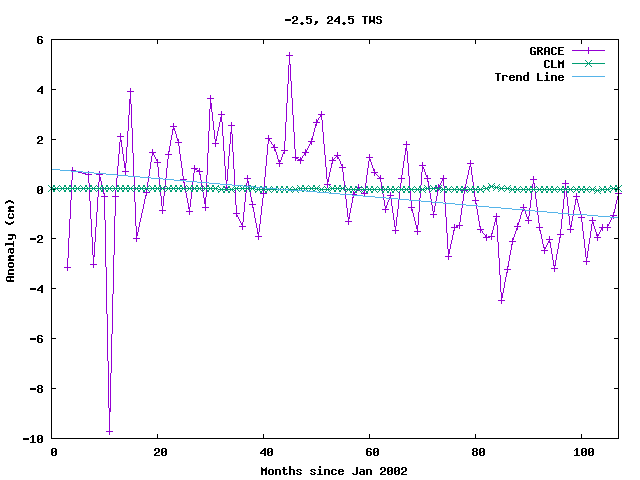 -2.5, 24.5 TWS
GRACE
CLM
Trend Line
6
4
2
0
-2
-4
-6
-8
-10
Anomaly (cm)
0 20 40 60 80 100
Months since Jan 2002